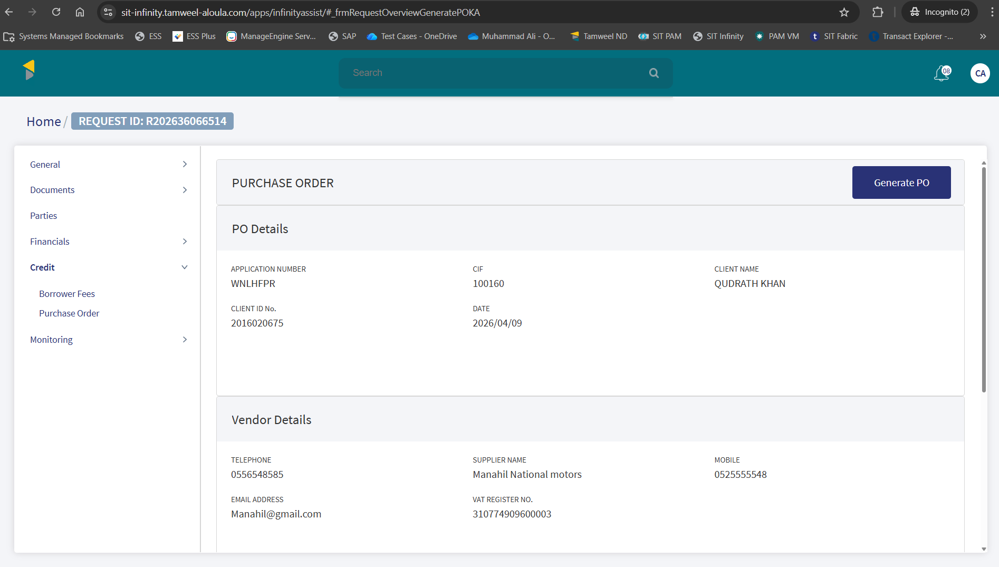 sit-infinity.tamweel-aloula.com/apps/infinityassist/#_frmRequestOverviewGeneratePOKA
Incognito (2)
Systems Managed Bookmarks
ESS
ESS Plus
ManageEngine Serv...
SAP
Test Cases - OneDrive
Muhammad Ali - O...
Tamweel ND
SIT PAM
SIT Infinity
PAM VM
SIT Fabric
Transact Explorer -...
Search
08
CA
Home / REQUEST ID: R202636066514
General
Documents
Parties
Financials
Credit
Borrower Fees
Purchase Order
Monitoring
PURCHASE ORDER
Generate PO
PO Details
APPLICATION NUMBER
WNLHFPR
CIF
100160
CLIENT NAME
QUDRATH KHAN
CLIENT ID No.
2016020675
DATE
2026/04/09
Vendor Details
TELEPHONE
0556548585
SUPPLIER NAME
Manahil National motors
MOBILE
0525555548
EMAIL ADDRESS
Manahil@gmail.com
VAT REGISTER NO.
310774909600003